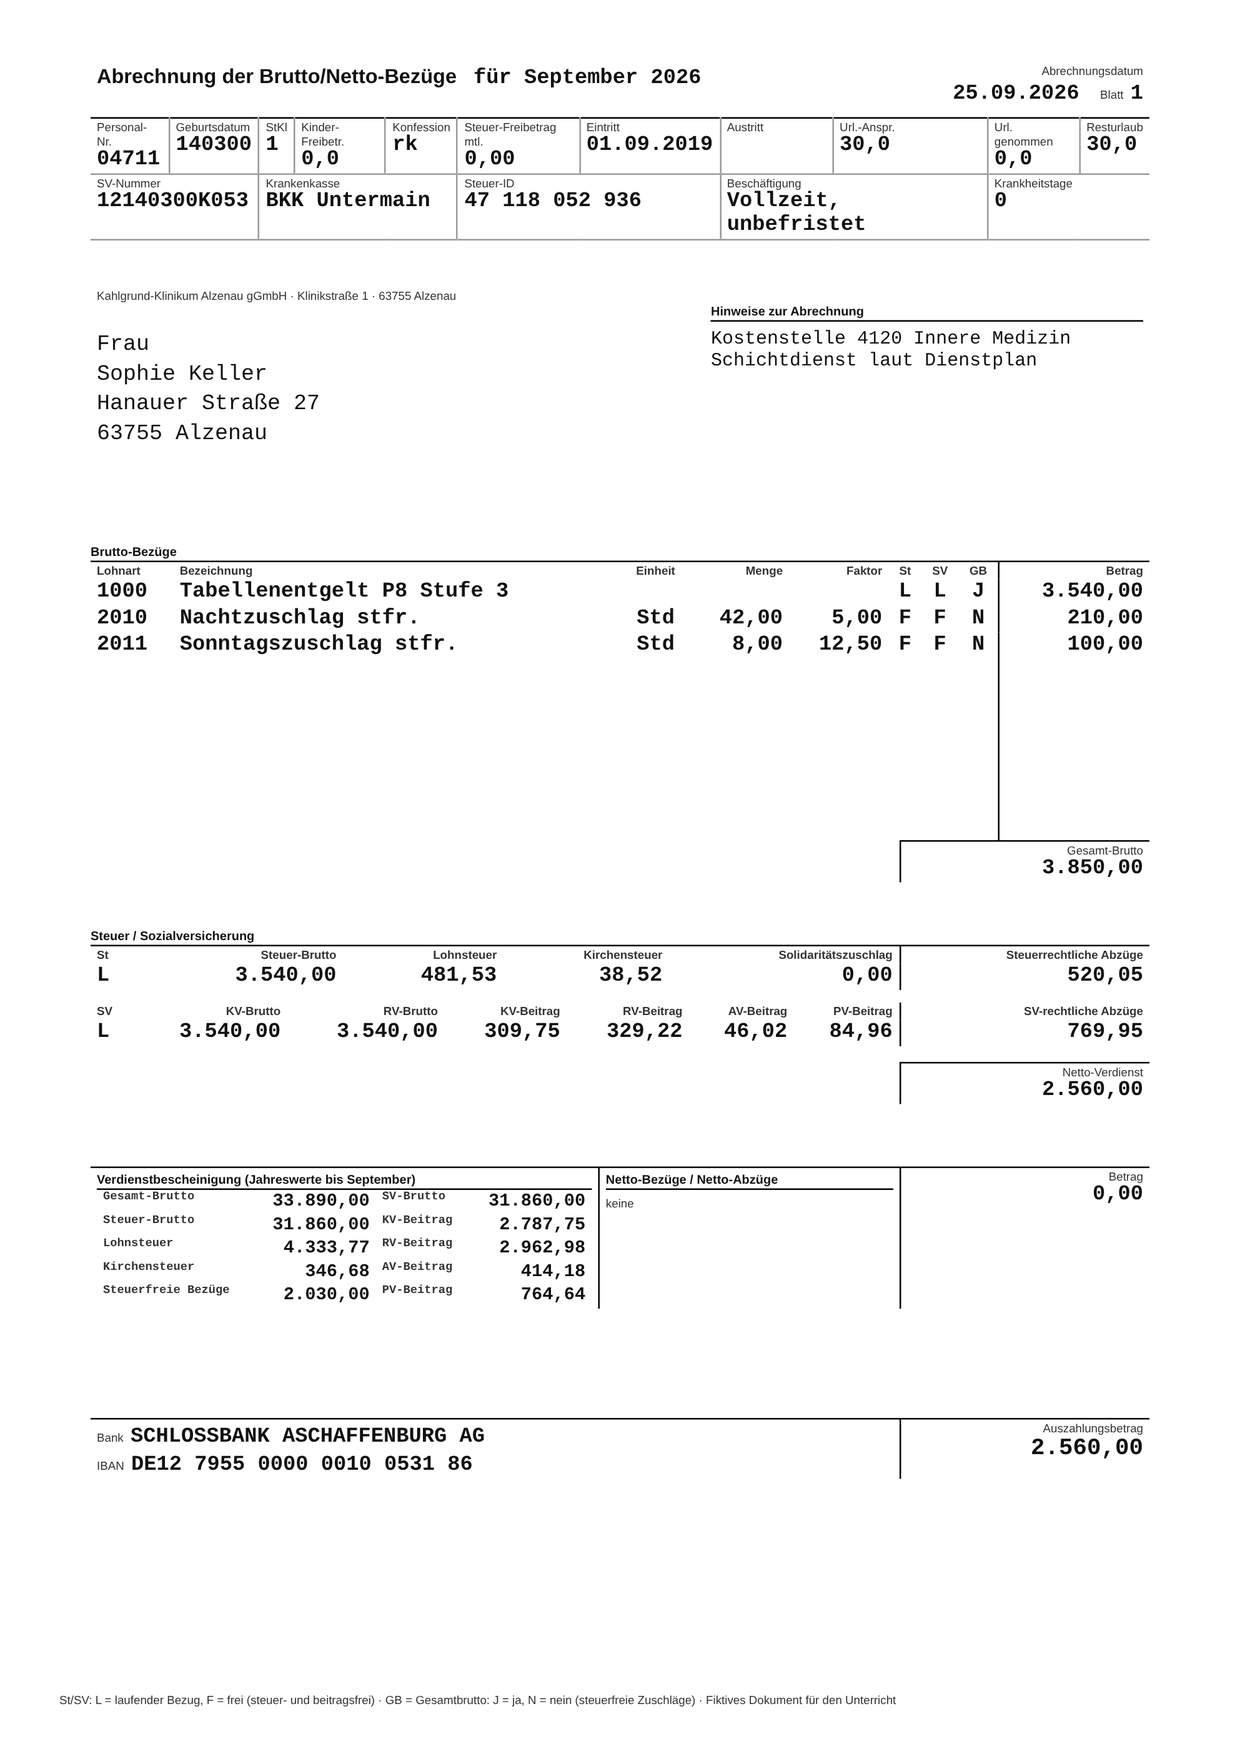 Abrechnung der Brutto/Netto-Bezüge für September 2026
Abrechnungsdatum
25.09.2026 Blatt 1
Personal-Nr. Geburtsdatum StKl Kinder-Freibetr. Konfession Steuer-Freibetrag mtl. Eintritt Austritt Url.-Anspr. Url. genommen Resturlaub
04711 140300 1 0,0 rk 0,00 01.09.2019 30,0 0,0 30,0
SV-Nummer Krankenkasse Steuer-ID Beschäftigung Krankheitstage
12140300K053 BKK Untermain 47 118 052 936 Vollzeit, unbefristet 0
Kahlgrund-Klinikum Alzenau gGmbH · Klinikstraße 1 · 63755 Alzenau
Frau
Sophie Keller
Hanauer Straße 27
63755 Alzenau
Hinweise zur Abrechnung
Kostenstelle 4120 Innere Medizin
Schichtdienst laut Dienstplan
Brutto-Bezüge
Lohnart Bezeichnung Einheit Menge Faktor St SV GB Betrag
1000 Tabellenentgelt P8 Stufe 3 L L J 3.540,00
2010 Nachtzuschlag stfr. Std 42,00 5,00 F F N 210,00
2011 Sonntagszuschlag stfr. Std 8,00 12,50 F F N 100,00
Gesamt-Brutto
3.850,00
Steuer / Sozialversicherung
St Steuer-Brutto Lohnsteuer Kirchensteuer Solidaritätszuschlag Steuerrechtliche Abzüge
L 3.540,00 481,53 38,52 0,00 520,05
SV KV-Brutto RV-Brutto KV-Beitrag RV-Beitrag AV-Beitrag PV-Beitrag SV-rechtliche Abzüge
L 3.540,00 3.540,00 309,75 329,22 46,02 84,96 769,95
Netto-Verdienst
2.560,00
Verdienstbescheinigung (Jahreswerte bis September)
Gesamt-Brutto 33.890,00 SV-Brutto 31.860,00
Steuer-Brutto 31.860,00 KV-Beitrag 2.787,75
Lohnsteuer 4.333,77 RV-Beitrag 2.962,98
Kirchensteuer 346,68 AV-Beitrag 414,18
Steuerfreie Bezüge 2.030,00 PV-Beitrag 764,64
Netto-Bezüge / Netto-Abzüge
keine
Betrag
0,00
Bank SCHLOSSBANK ASCHAFFENBURG AG
IBAN DE12 7955 0000 0010 0531 86
Auszahlungsbetrag
2.560,00
St/SV: L = laufender Bezug, F = frei (steuer- und beitragsfrei) · GB = Gesamtbrutto: J = ja, N = nein (steuerfreie Zuschläge) · Fiktives Dokument für den Unterricht